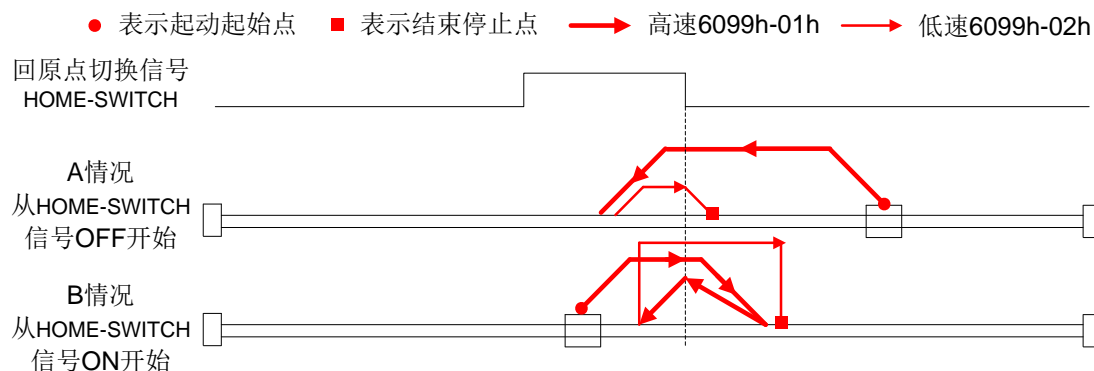 表示起动起始点 表示结束停止点 高速6099h-01h 低速6099h-02h
回原点切换信号
HOME-SWITCH
A情况
从HOME-SWITCH
信号OFF开始
B情况
从HOME-SWITCH
信号ON开始